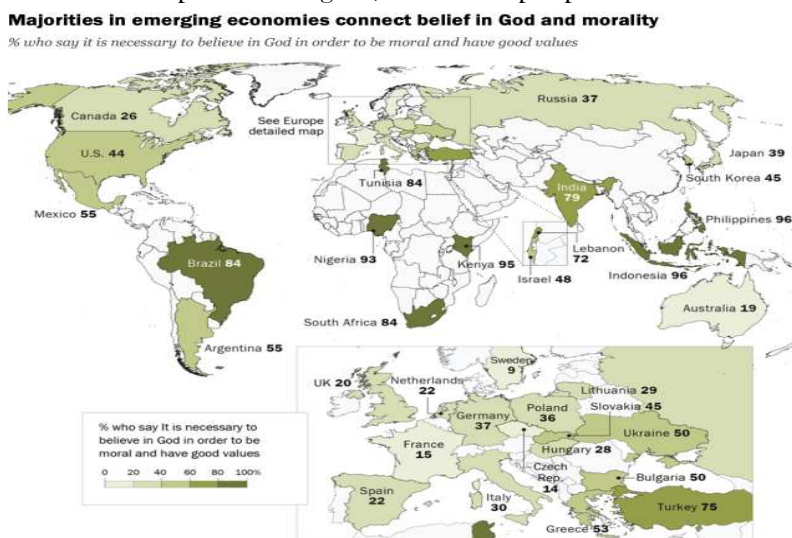 Majorities in emerging economies connect belief in God and morality
% who say it is necessary to believe in God in order to be moral and have good values
Canada 26
U.S. 44
Mexico 55
Brazil 84
Argentina 55
See Europe
detailed map
Tunisia 84
Nigeria 93
Kenya 95
South Africa 84
Russia 37
India
79
Lebanon
72
Israel 48
Japan 39
South Korea 45
Philippines 96
Indonesia 96
Australia 19
% who say It is necessary to
believe in God in order to be
moral and have good values
0 20 40 60 80 100%
Sweden
9
UK 20
Netherlands
22
Lithuania 29
Slovakia 45
Germany
37
Poland
36
Ukraine 50
France
15
Hungary 28
Czech
Rep.
14
Bulgaria 50
Spain
22
Italy
30
Turkey 75
Greece 53